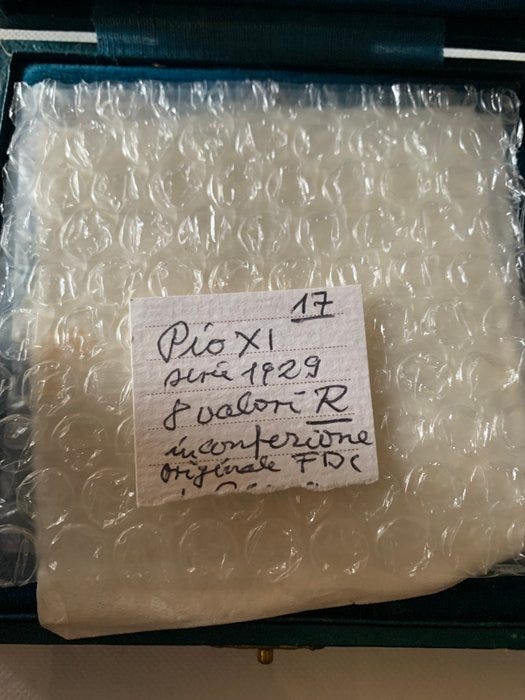 17
Pio XI
serie 1929
8 valori R
in confezione
originale FDC